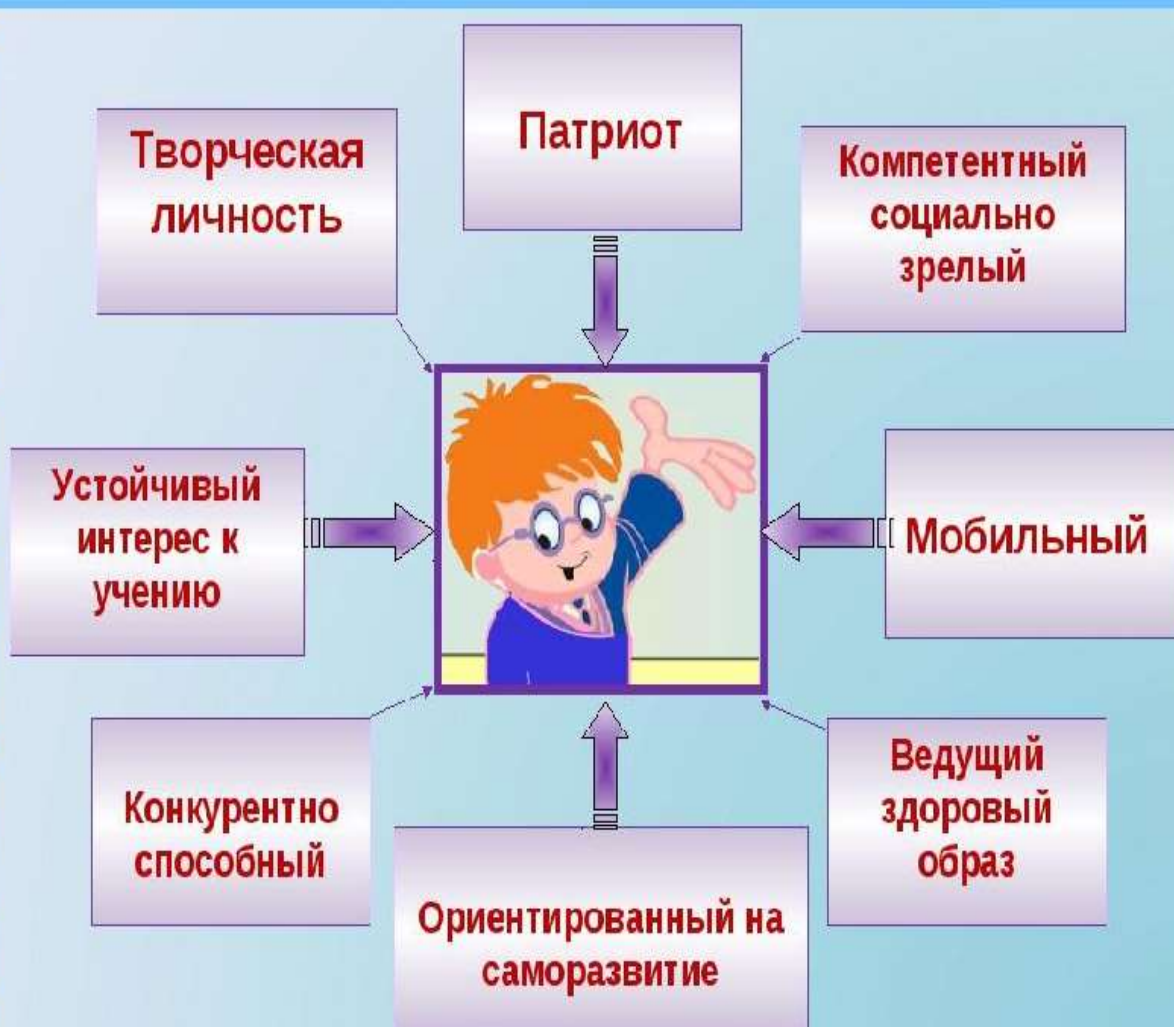 Патриот
Творческая
личность
Компетентный
социально
зрелый
Устойчивый
интерес к
учению
Мобильный
Конкурентно
способный
Ведущий
здоровый
образ
Ориентированный на
саморазвитие